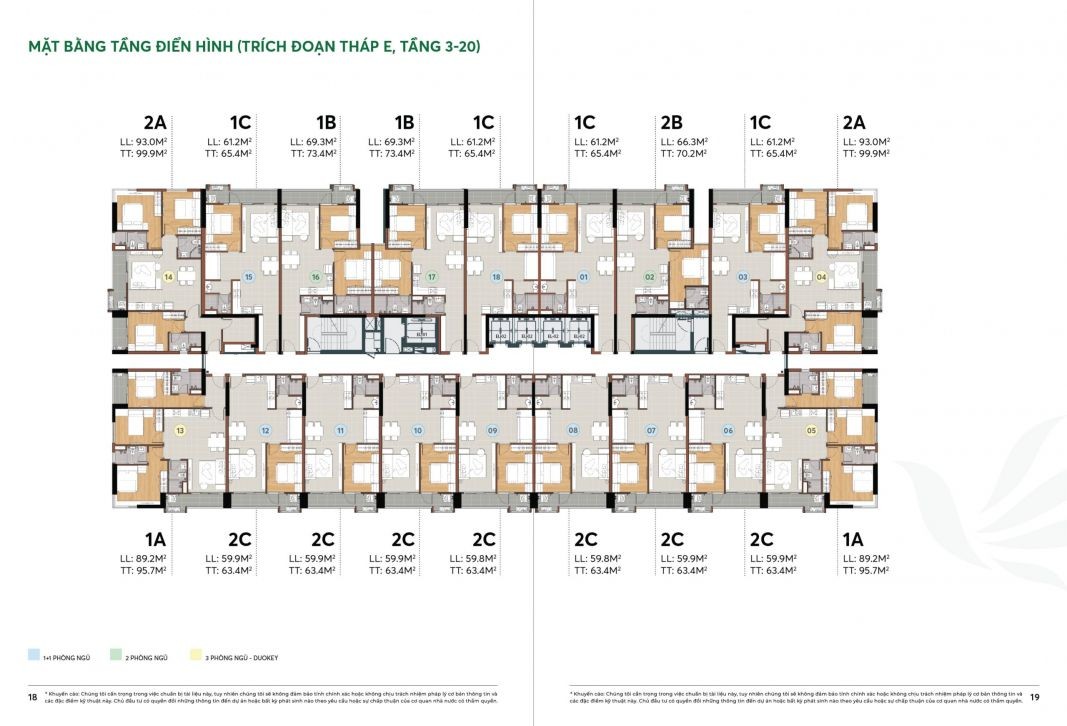 MẶT BẰNG TẦNG ĐIỂN HÌNH (TRÍCH ĐOẠN THÁP E, TẦNG 3-20)
2A 1C 1B 1B 1C 1C 2B 1C 2A
LL: 93.0M² LL: 61.2M² LL: 69.3M² LL: 69.3M² LL: 61.2M² LL: 61.2M² LL: 66.3M² LL: 61.2M² LL: 93.0M²
TT: 99.9M² TT: 65.4M² TT: 73.4M² TT: 73.4M² TT: 65.4M² TT: 65.4M² TT: 70.2M² TT: 65.4M² TT: 99.9M²
14 15 16 17 18 01 02 03 04
13 12 11 10 09 08 07 06 05
1A 2C 2C 2C 2C 2C 2C 2C 1A
LL: 89.2M² LL: 59.9M² LL: 59.9M² LL: 59.9M² LL: 59.8M² LL: 59.8M² LL: 59.9M² LL: 59.9M² LL: 89.2M²
TT: 95.7M² TT: 63.4M² TT: 63.4M² TT: 63.4M² TT: 63.4M² TT: 63.4M² TT: 63.4M² TT: 63.4M² TT: 95.7M²
1+1 PHÒNG NGỦ 2 PHÒNG NGỦ 3 PHÒNG NGỦ - DUOKEY
18 * Khuyến cáo: Chúng tôi cẩn trọng trong việc chuẩn bị tài liệu này, tuy nhiên chúng tôi sẽ không đảm bảo tính chính xác hoặc không chịu trách nhiệm pháp lý cơ bản thông tin và
các đặc điểm kỹ thuật này. Chủ đầu tư có quyền đổi những thông tin đến dự án hoặc bất kỳ phát sinh nào theo yêu cầu hoặc sự chấp thuận của cơ quan nhà nước có thẩm quyền.
* Khuyến cáo: Chúng tôi cẩn trọng trong việc chuẩn bị tài liệu này, tuy nhiên chúng tôi sẽ không đảm bảo tính chính xác hoặc không chịu trách nhiệm pháp lý cơ bản thông tin và 19
các đặc điểm kỹ thuật này. Chủ đầu tư có quyền đổi những thông tin đến dự án hoặc bất kỳ phát sinh nào theo yêu cầu hoặc sự chấp thuận của cơ quan nhà nước có thẩm quyền.